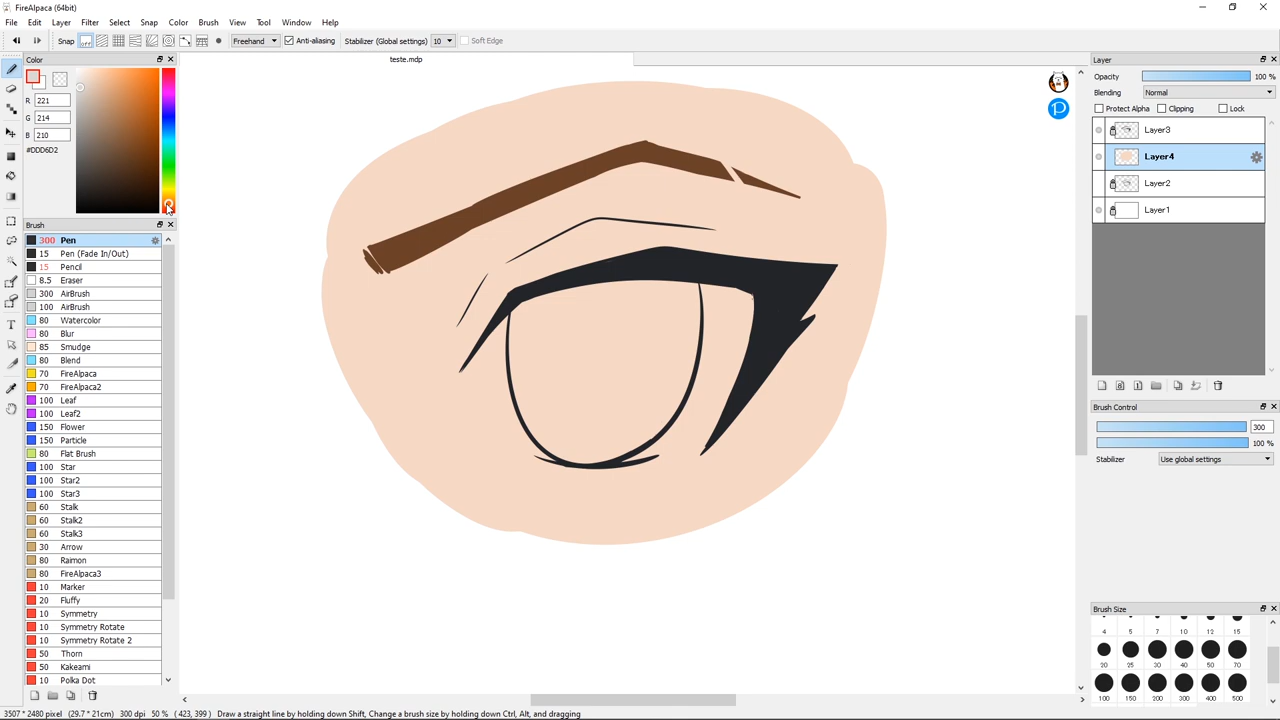 FireAlpaca (64bit)
File Edit Layer Filter Select Snap Color Brush View Tool Window Help
Snap OFF Freehand Anti-aliasing Stabilizer (Global settings) 10 Soft Edge
teste.mdp
Color
R 221
G 214
B 210
#DDD6D2
Brush
300 Pen
15 Pen (Fade In/Out)
15 Pencil
8.5 Eraser
300 AirBrush
100 AirBrush
80 Watercolor
80 Blur
85 Smudge
80 Blend
70 FireAlpaca
70 FireAlpaca2
100 Leaf
100 Leaf2
150 Flower
150 Particle
80 Flat Brush
100 Star
100 Star2
100 Star3
60 Stalk
60 Stalk2
60 Stalk3
30 Arrow
80 Raimon
80 FireAlpaca3
10 Marker
20 Fluffy
10 Symmetry
10 Symmetry Rotate
10 Symmetry Rotate 2
50 Thorn
50 Kakeami
10 Polka Dot
Layer
Opacity 100 %
Blending Normal
Protect Alpha Clipping Lock
Layer3
Layer4
Layer2
Layer1
Brush Control
300
100 %
Stabilizer Use global settings
Brush Size
4 5 7 10 12 15
20 25 30 40 50 70
100 150 200 300 400 500
3507 * 2480 pixel (29.7 * 21cm) 300 dpi 50 % ( 423, 399 ) Draw a straight line by holding down Shift, Change a brush size by holding down Ctrl, Alt, and dragging